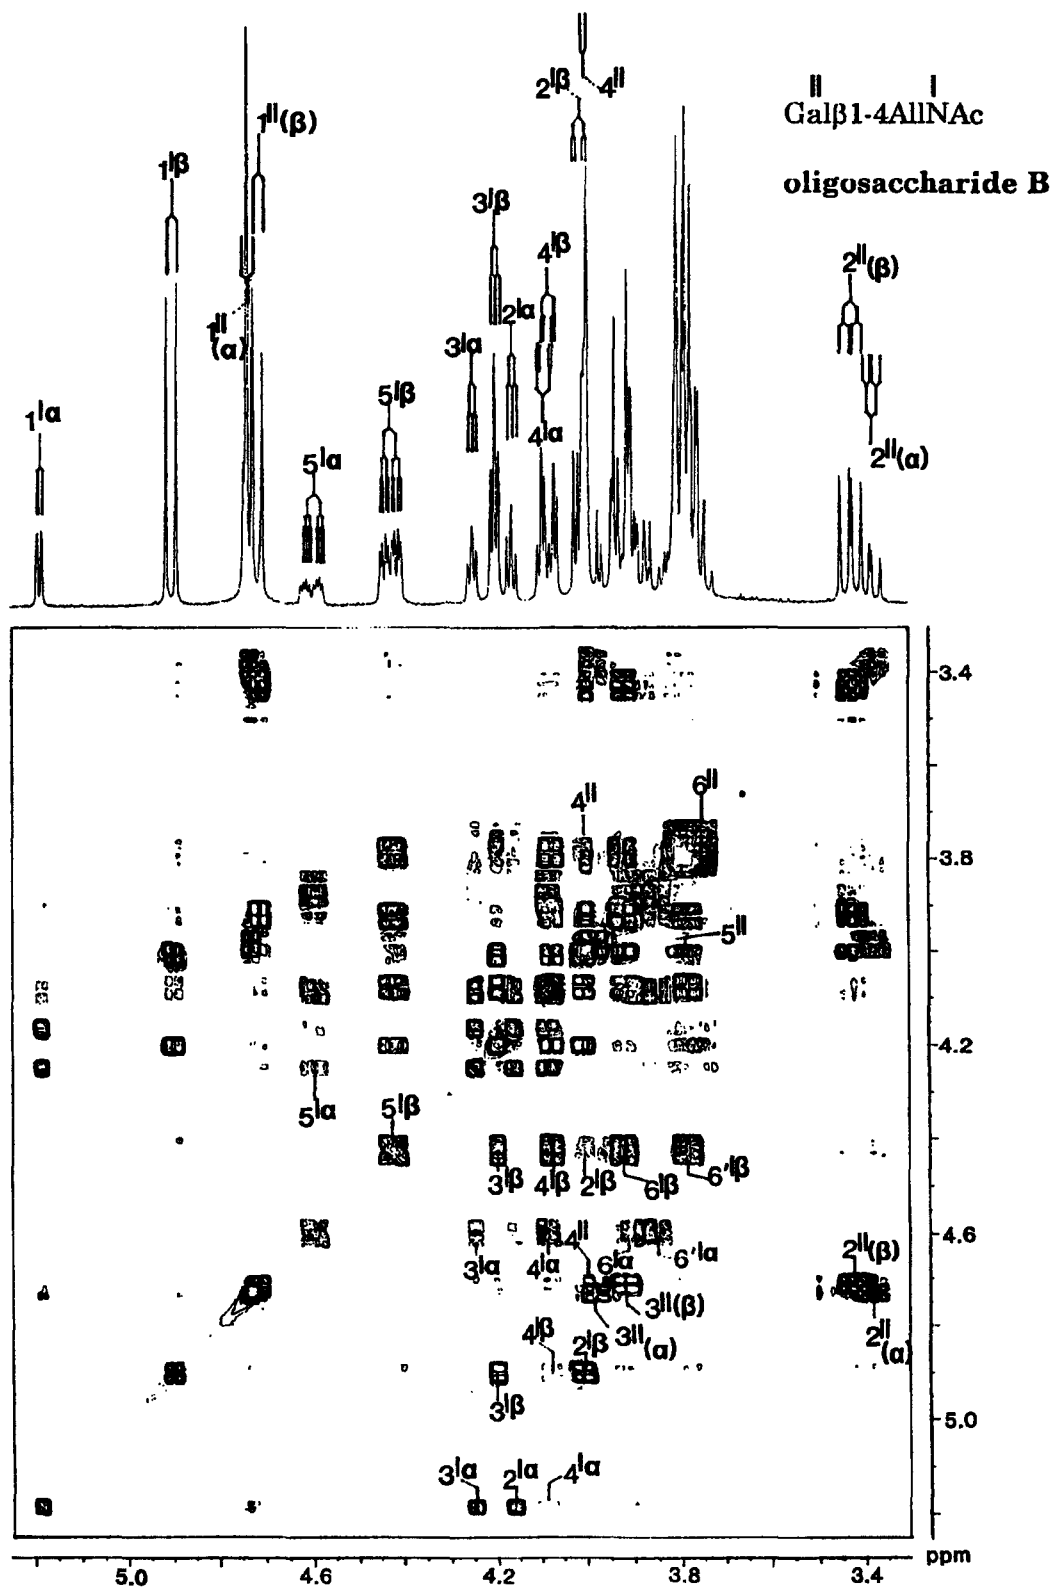 4ᴵᴵ
2ᴵβ
II I
Galβ1-4AllNAc
oligosaccharide B
1ᴵᴵ(β)
1ᴵβ
3ᴵβ
4ᴵβ
2ᴵᴵ(β)
2ᴵα
1ᴵᴵ
(α)
3ᴵα
5ᴵβ
1ᴵα
4ᴵα
5ᴵα
2ᴵᴵ(α)
3.4
6ᴵᴵ
4ᴵᴵ
3.8
5ᴵᴵ
4.2
5ᴵα
5ᴵβ
3ᴵβ 4ᴵβ 2ᴵβ 6ᴵβ 6'ᴵβ
4.6
3ᴵα 4ᴵα 4ᴵᴵ 6ᴵα 6'ᴵα
2ᴵᴵ(β)
3ᴵᴵ(β)
4ᴵβ 2ᴵβ 3ᴵᴵ
(α)
2ᴵᴵ
(α)
3ᴵβ
5.0
3ᴵα 2ᴵα 4ᴵα
ppm
5.0 4.6 4.2 3.8 3.4